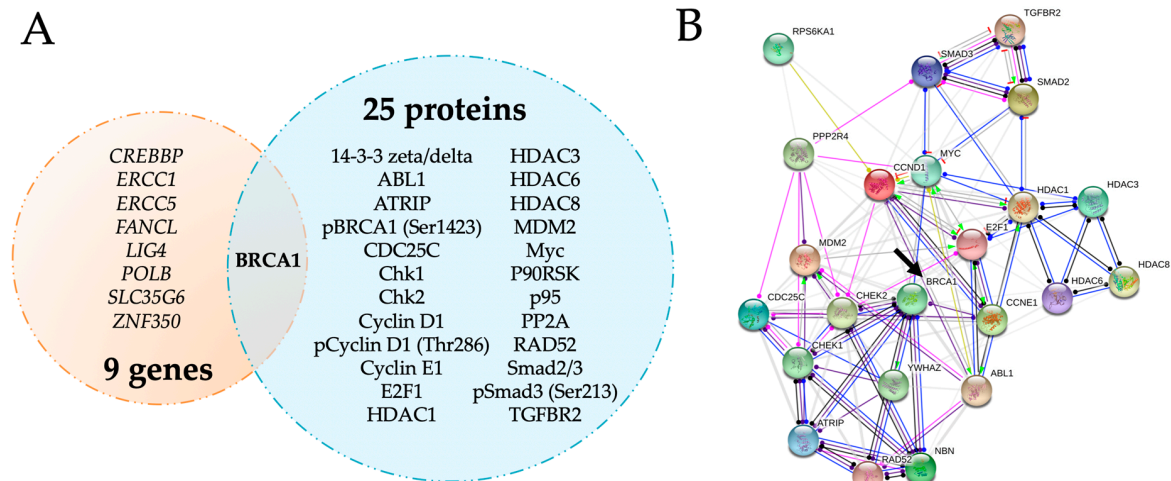 A
25 proteins
CREBBP
ERCC1
ERCC5
FANCL
LIG4
POLB
SLC35G6
ZNF350
9 genes
BRCA1
14-3-3 zeta/delta
ABL1
ATRIP
pBRCA1 (Ser1423)
CDC25C
Chk1
Chk2
Cyclin D1
pCyclin D1 (Thr286)
Cyclin E1
E2F1
HDAC1
HDAC3
HDAC6
HDAC8
MDM2
Myc
P90RSK
p95
PP2A
RAD52
Smad2/3
pSmad3 (Ser213)
TGFBR2
B
TGFBR2
RPS6KA1
SMAD3
SMAD2
PPP2R4
MYC
CCND1
HDAC1
HDAC3
E2F1
MDM2
HDAC8
BRCA1
HDAC6
CDC25C
CHEK2
CCNE1
CHEK1
YWHAZ
ABL1
ATRIP
RAD52
NBN